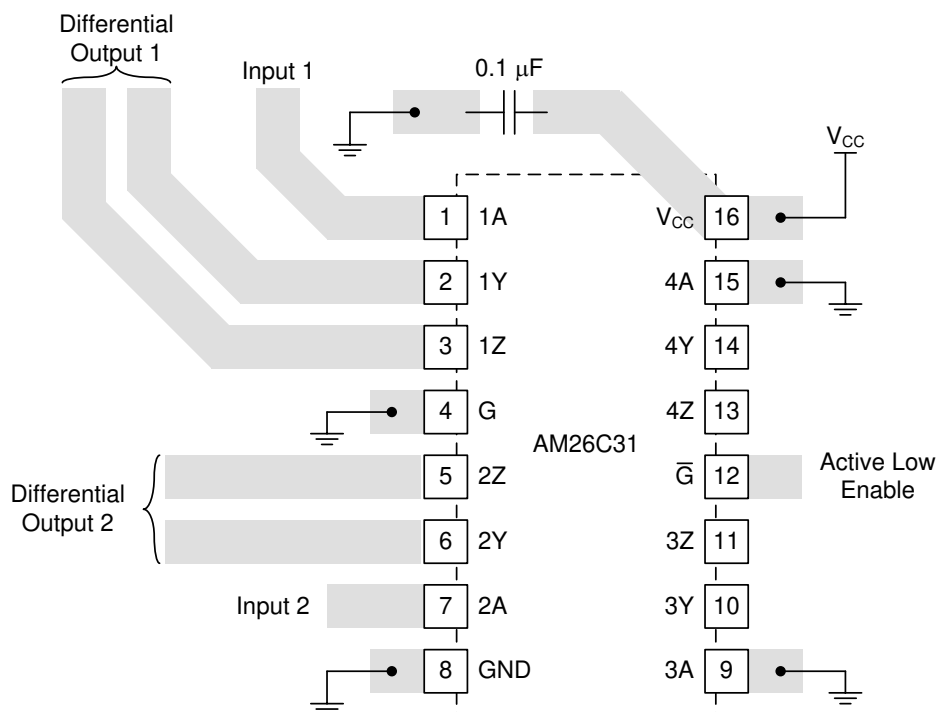 Differential
Output 1
Input 1
0.1 μF
V_CC
1 1A
V_CC 16
2 1Y
4A 15
3 1Z
4Y 14
4 G
4Z 13
AM26C31
Differential
Output 2
5 2Z
G̅ 12
Active Low
Enable
6 2Y
3Z 11
Input 2
7 2A
3Y 10
8 GND
3A 9